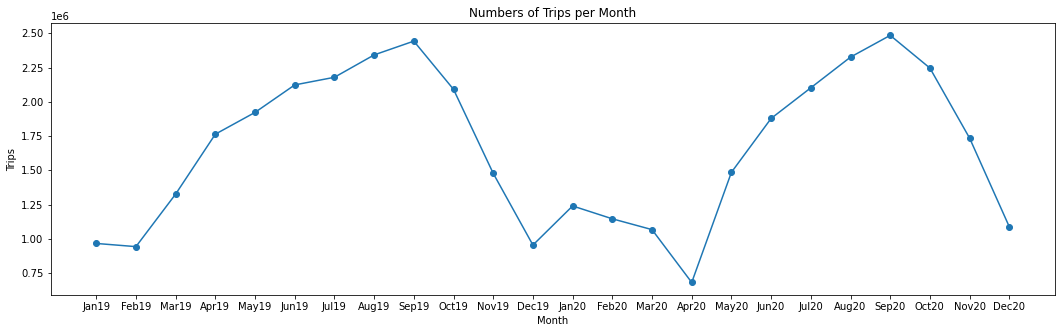 Numbers of Trips per Month
1e6
2.50
2.25
2.00
1.75
1.50
1.25
1.00
0.75
Trips
Jan19 Feb19 Mar19 Apr19 May19 Jun19 Jul19 Aug19 Sep19 Oct19 Nov19 Dec19 Jan20 Feb20 Mar20 Apr20 May20 Jun20 Jul20 Aug20 Sep20 Oct20 Nov20 Dec20
Month